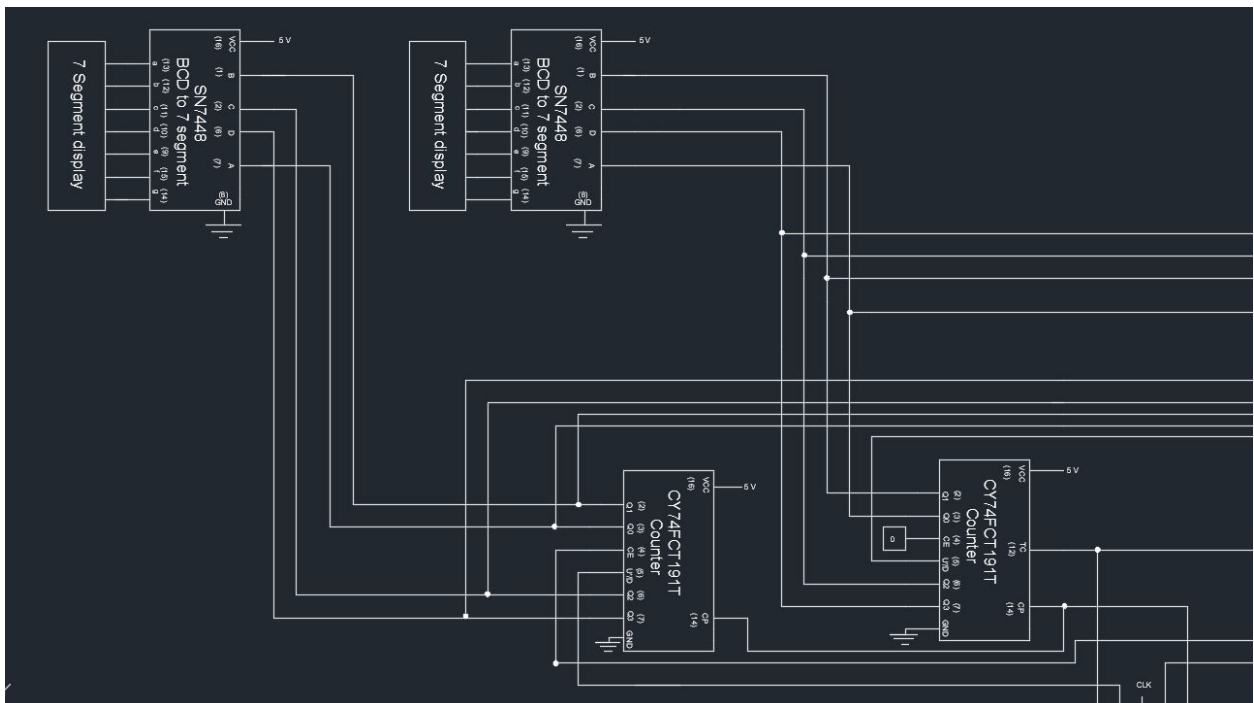 7 Segment display
a (13)
b (12)
c (11)
d (10)
e (9)
f (15)
g (14)
SN7448
BCD to 7 segment
VCC
(16)
5 V
(1) B
(2) C
(6) D
(7) A
(8)
GND
7 Segment display
a (13)
b (12)
c (11)
d (10)
e (9)
f (15)
g (14)
SN7448
BCD to 7 segment
VCC
(16)
5 V
(1) B
(2) C
(6) D
(7) A
(8)
GND
CY74FCT191T
Counter
VCC
(16)
5 V
Q1 (2)
Q0 (3)
CE (4)
U?D (5)
Q2 (6)
Q3 (7)
GND
CP
(14)
CY74FCT191T
Counter
VCC
(16)
5 V
Q1 (2)
Q0 (3)
0
CE (4)
U?D (5)
Q2 (6)
Q3 (7)
GND
TC
(12)
CP
(14)
CLK